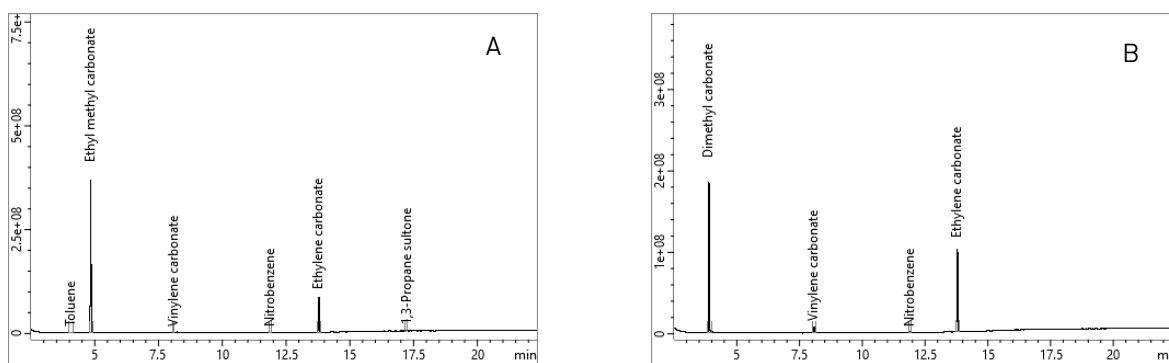 A
7.5e+
5e+08
2.5e+08
0
Toluene
Ethyl methyl carbonate
Vinylene carbonate
Nitrobenzene
Ethylene carbonate
1,3-Propane sultone
5 7.5 10 12.5 15 17.5 20 min
B
3e+08
2e+08
1e+08
0
Dimethyl carbonate
Vinylene carbonate
Nitrobenzene
Ethylene carbonate
5 7.5 10 12.5 15 17.5 20